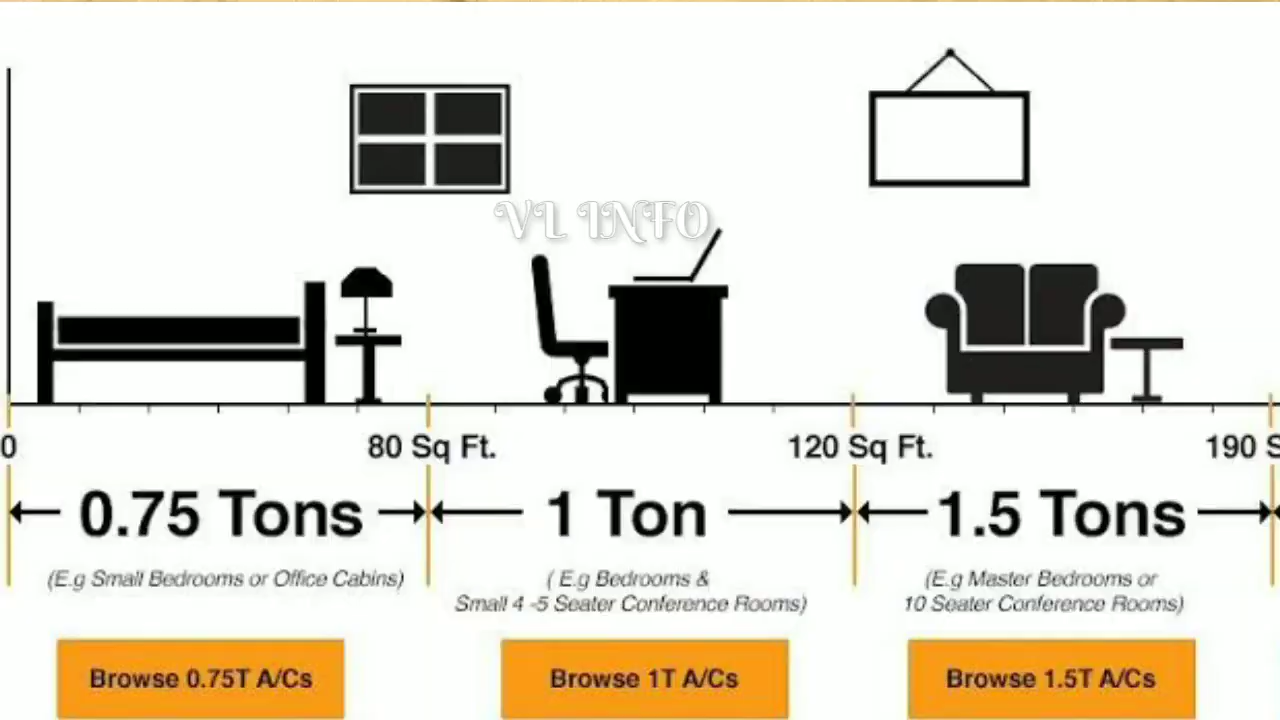 VL INFO
0
80 Sq Ft.
120 Sq Ft.
190 S
0.75 Tons
1 Ton
1.5 Tons
(E.g Small Bedrooms or Office Cabins)
( E.g Bedrooms &
Small 4 -5 Seater Conference Rooms)
(E.g Master Bedrooms or
10 Seater Conference Rooms)
Browse 0.75T A/Cs
Browse 1T A/Cs
Browse 1.5T A/Cs